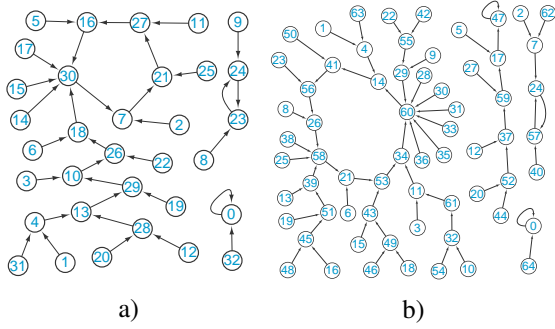 5 16 27 11 9
17
30 24
15 21 25
14 7 2 23
18
6 26 22 8
3 10 29
4 13 19 0
28
31 1 20 12 32
a)
63 22 42 2 62
1 47
50 4 55 5 7
23 41 14 29 9 17
56 28 27 24
8 26 60 30 59
31
38 33 37 57
25 58 34 36 35 12
39 21 53 11 61 20 52 40
13
19 51 6 43 3 44 0
45 15 49 32
48 16 46 18 54 10 64
b)